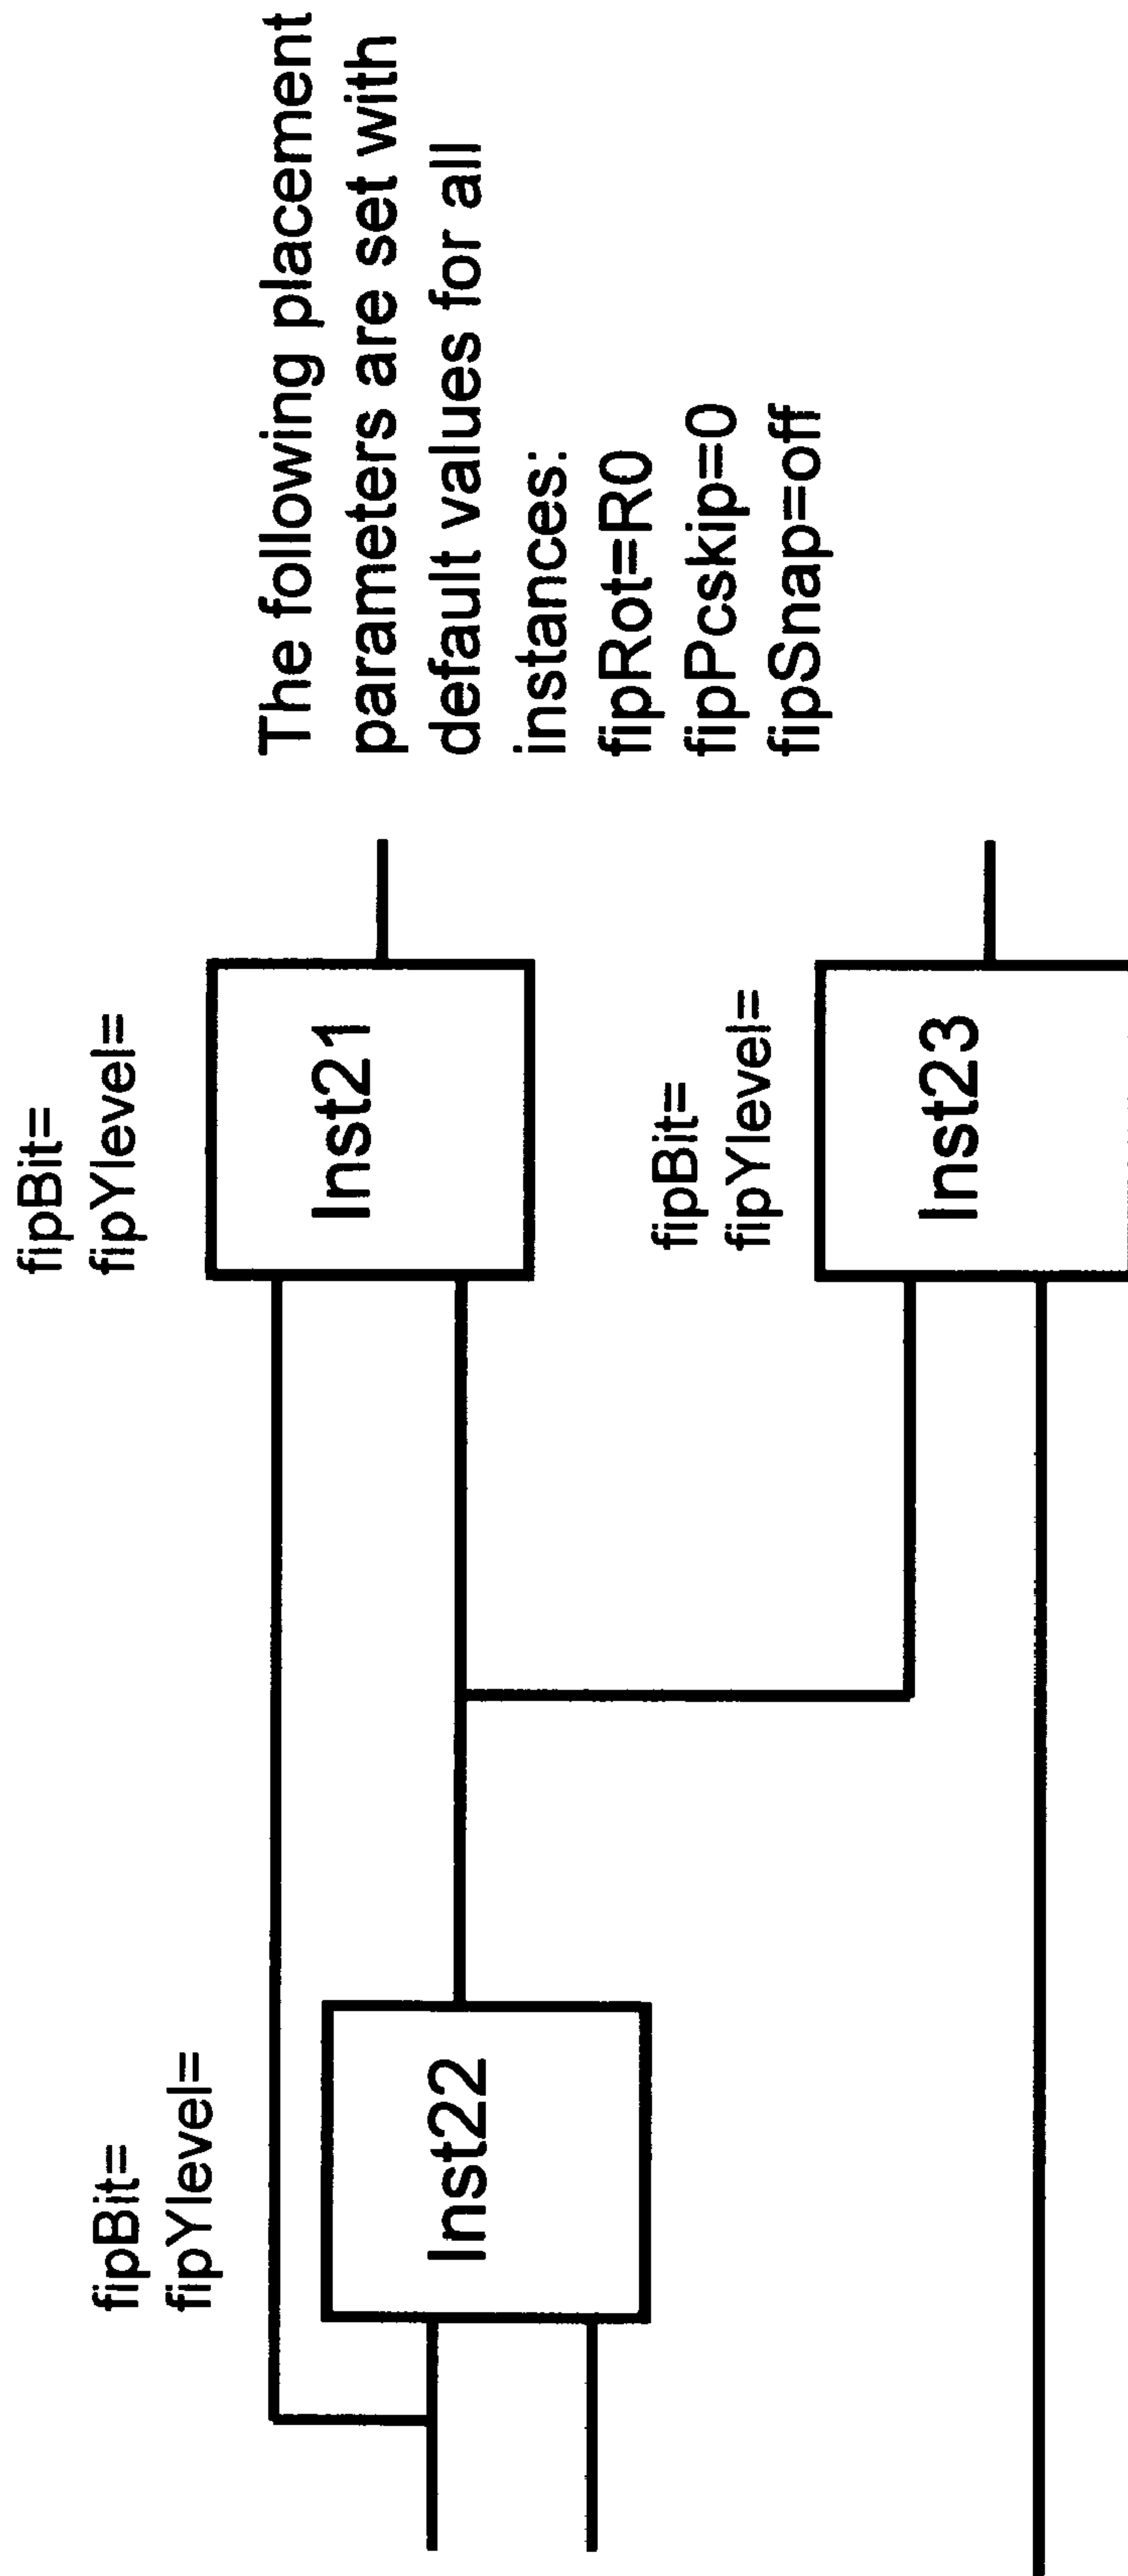 fipBit=
fipYlevel=
Inst22
fipBit=
fipYlevel=
Inst21
fipBit=
fipYlevel=
Inst23
The following placement
parameters are set with
default values for all
instances:
fipRot=R0
fipPcskip=0
fipSnap=off